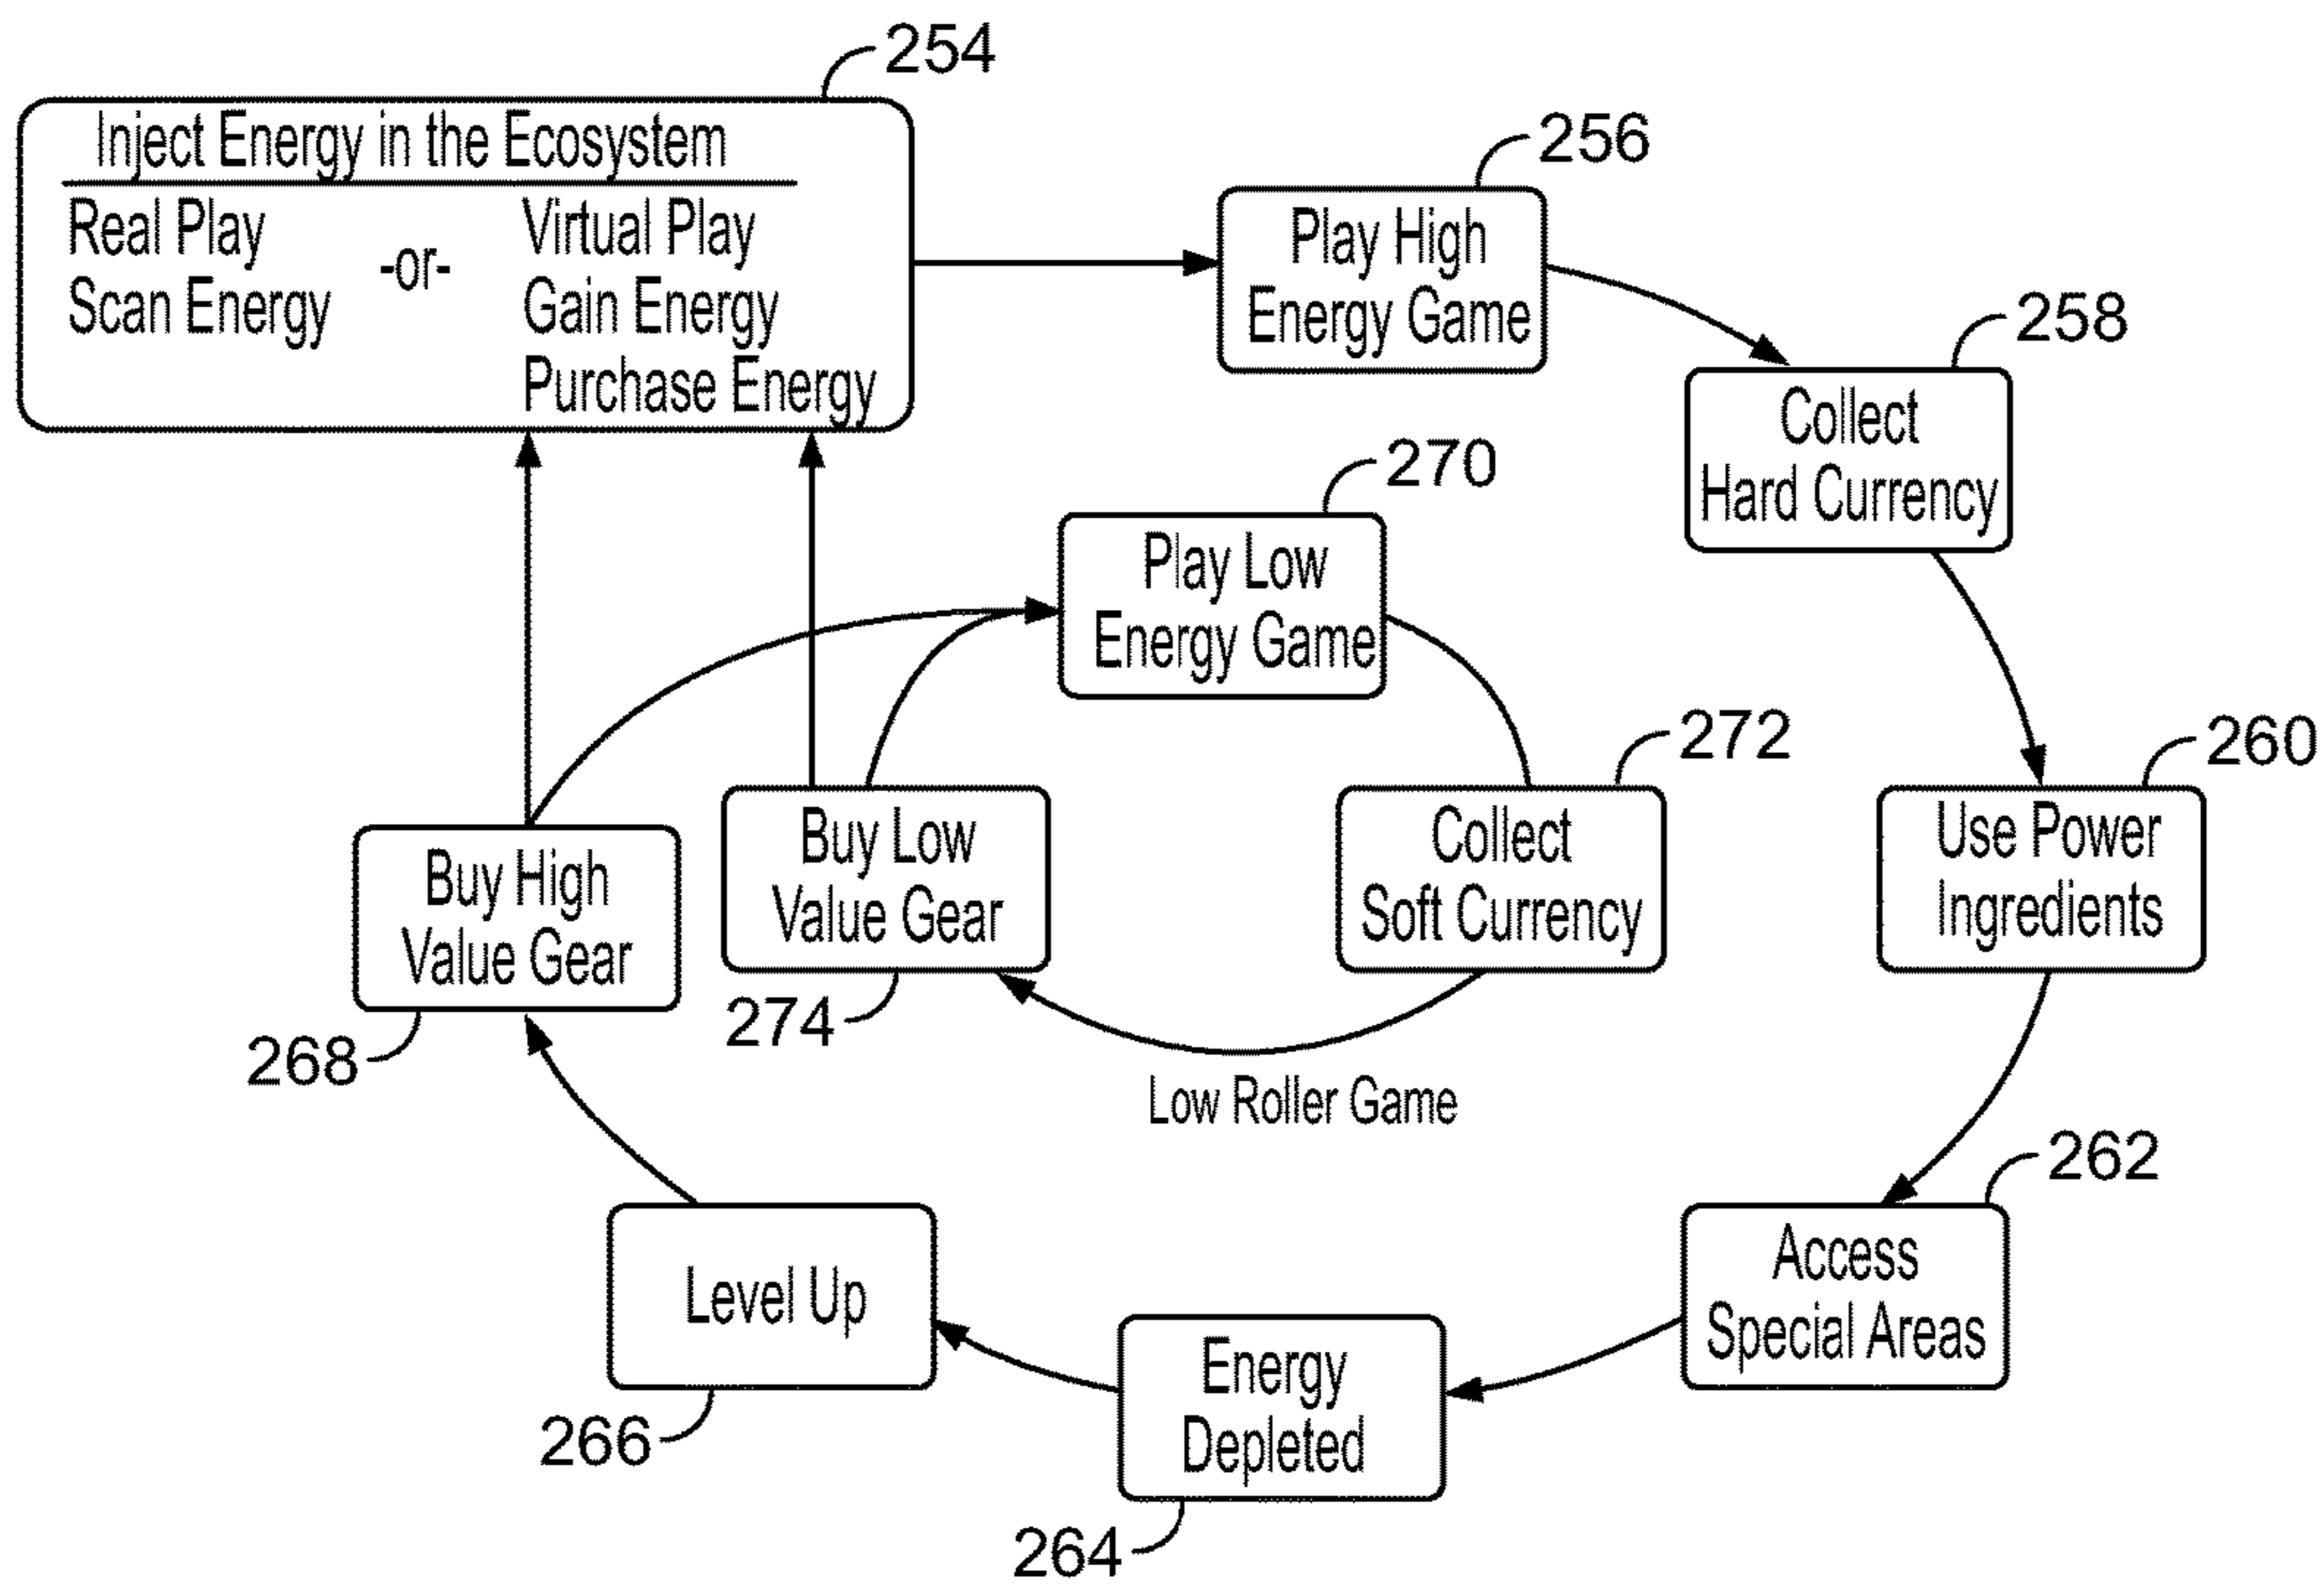 254
Inject Energy in the Ecosystem
Real Play
Scan Energy
-or-
Virtual Play
Gain Energy
Purchase Energy
256
Play High
Energy Game
258
Collect
Hard Currency
270
Play Low
Energy Game
272
Collect
Soft Currency
260
Use Power
Ingredients
Buy Low
Value Gear
274
Buy High
Value Gear
268
Low Roller Game
262
Access
Special Areas
Level Up
266
Energy
Depleted
264